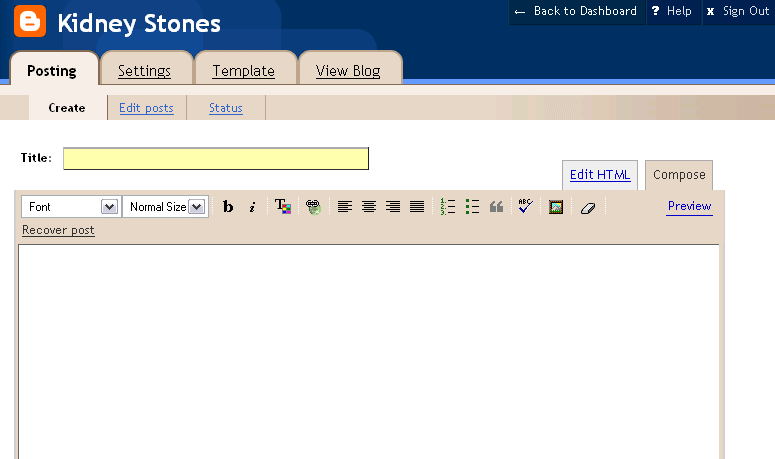 Kidney Stones
← Back to Dashboard ? Help x Sign Out
Posting Settings Template View Blog
Create Edit posts Status
Title:
Edit HTML Compose
Font Normal Size b i T ABC Preview
Recover post